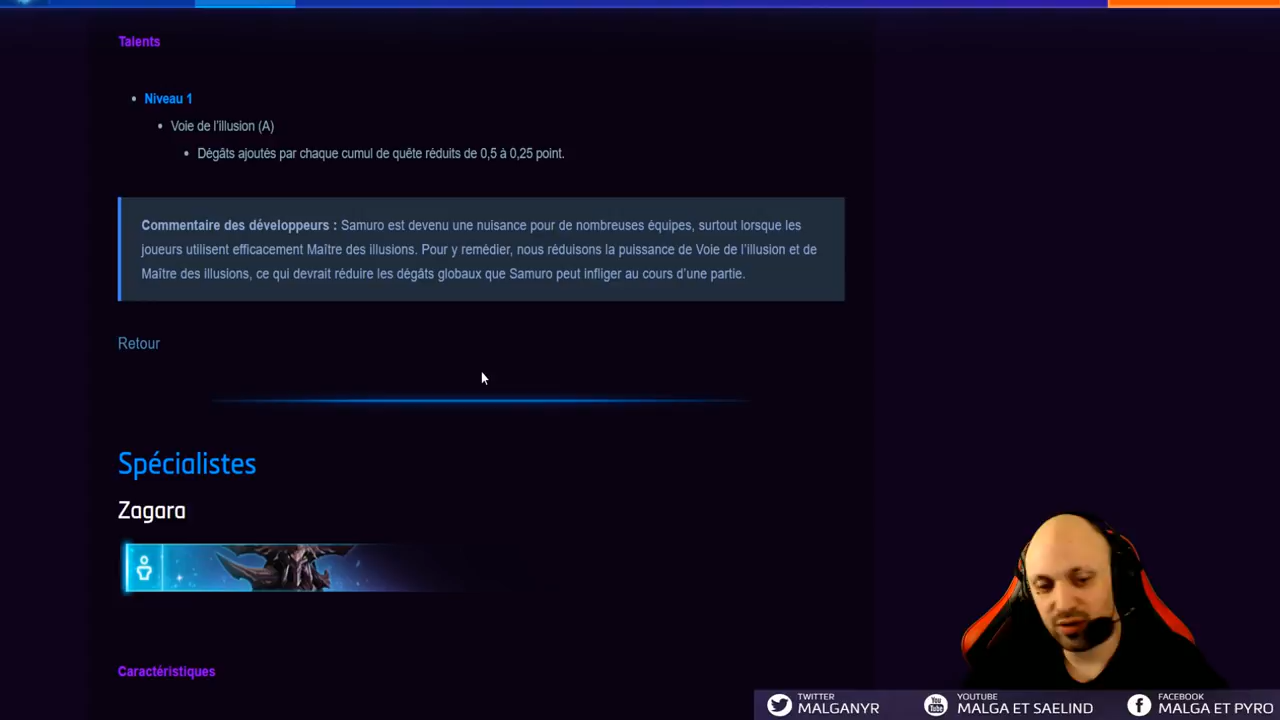 Talents
Niveau 1
Voie de l'illusion (A)
Dégâts ajoutés par chaque cumul de quête réduits de 0,5 à 0,25 point.
Commentaire des développeurs : Samuro est devenu une nuisance pour de nombreuses équipes, surtout lorsque les
joueurs utilisent efficacement Maître des illusions. Pour y remédier, nous réduisons la puissance de Voie de l'illusion et de
Maître des illusions, ce qui devrait réduire les dégâts globaux que Samuro peut infliger au cours d'une partie.
Retour
Spécialistes
Zagara
Caractéristiques
TWITTER
MALGANYR
YOUTUBE
MALGA ET SAELIND
FACEBOOK
MALGA ET PYRO